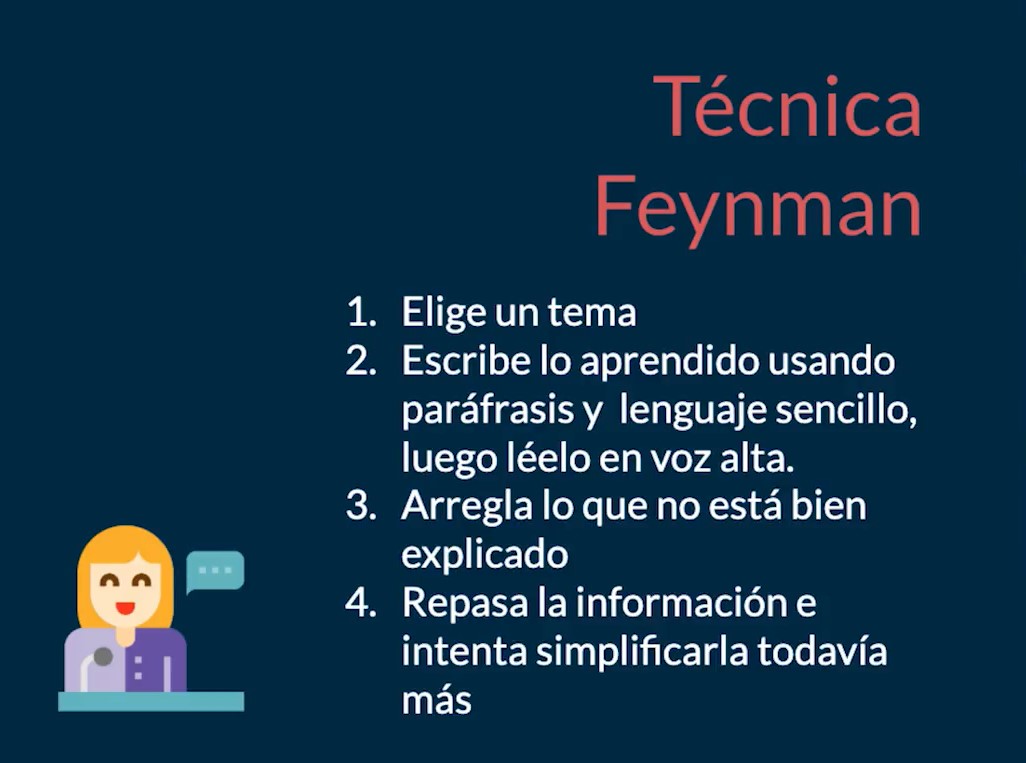 Técnica
Feynman
1. Elige un tema
2. Escribe lo aprendido usando
paráfrasis y  lenguaje sencillo,
luego léelo en voz alta.
3. Arregla lo que no está bien
explicado
4. Repasa la información e
intenta simplificarla todavía
más